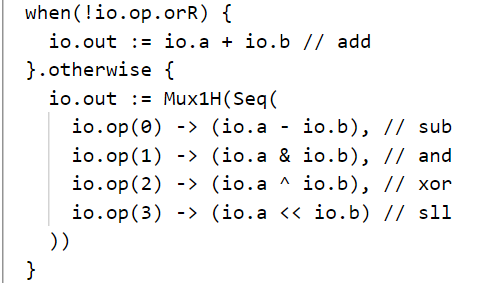 when(!io.op.orR) {
  io.out := io.a + io.b // add
}.otherwise {
  io.out := Mux1H(Seq(
    io.op(0) -> (io.a - io.b), // sub
    io.op(1) -> (io.a & io.b), // and
    io.op(2) -> (io.a ^ io.b), // xor
    io.op(3) -> (io.a << io.b) // sll
  ))
}